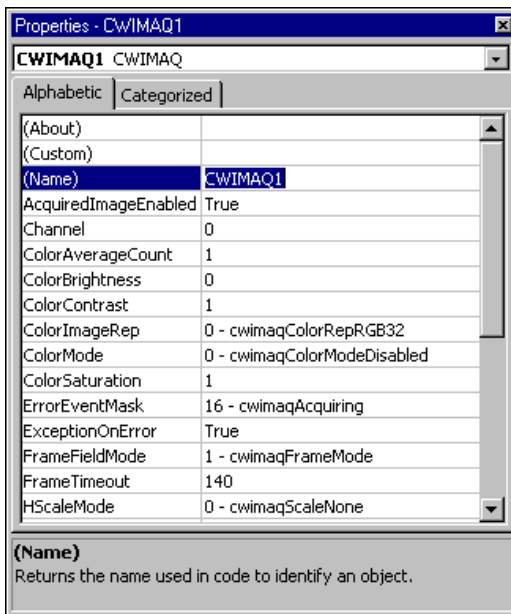 Properties - CWIMAQ1
CWIMAQ1 CWIMAQ
Alphabetic Categorized
(About)
(Custom)
(Name) CWIMAQ1
AcquiredImageEnabled True
Channel 0
ColorAverageCount 1
ColorBrightness 0
ColorContrast 1
ColorImageRep 0 - cwimaqColorRepRGB32
ColorMode 0 - cwimaqColorModeDisabled
ColorSaturation 1
ErrorEventMask 16 - cwimaqAcquiring
ExceptionOnError True
FrameFieldMode 1 - cwimaqFrameMode
FrameTimeout 140
HScaleMode 0 - cwimaqScaleNone
(Name)
Returns the name used in code to identify an object.